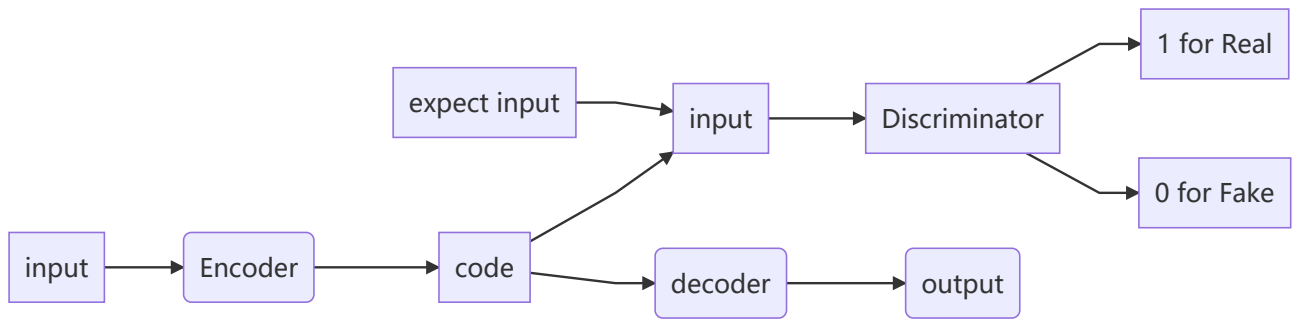 1 for Real
expect input
input
Discriminator
0 for Fake
input
Encoder
code
decoder
output